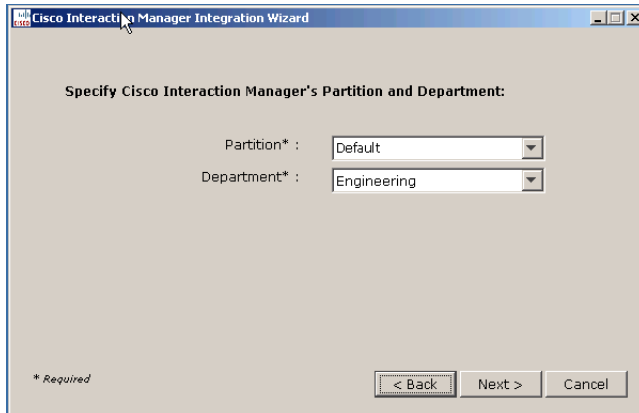 CISCO Cisco Interaction Manager Integration Wizard
Specify Cisco Interaction Manager's Partition and Department:
Partition* : Default
Department* : Engineering
* Required
< Back Next > Cancel